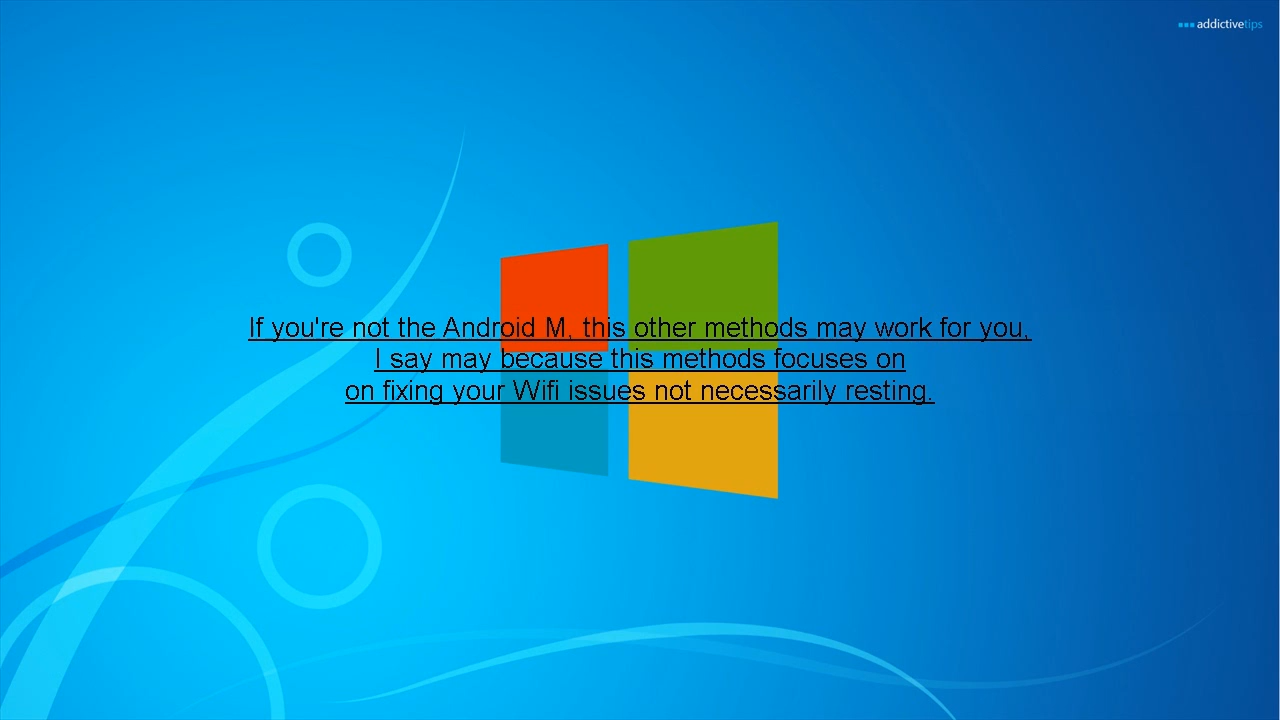 addictivetips
If you're not the Android M, this other methods may work for you,
I say may because this methods focuses on
on fixing your Wifi issues not necessarily resting.